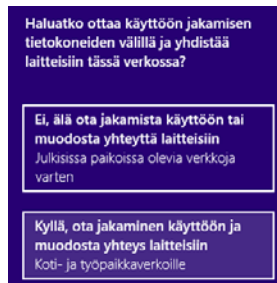 Haluatko ottaa käyttöön jakamisen
tietokoneiden välillä ja yhdistää
laitteisiin tässä verkossa?
Ei, älä ota jakamista käyttöön tai
muodosta yhteyttä laitteisiin
Julkisissa paikoissa olevia verkkoja
varten
Kyllä, ota jakaminen käyttöön ja
muodosta yhteys laitteisiin
Koti- ja työpaikkaverkoille